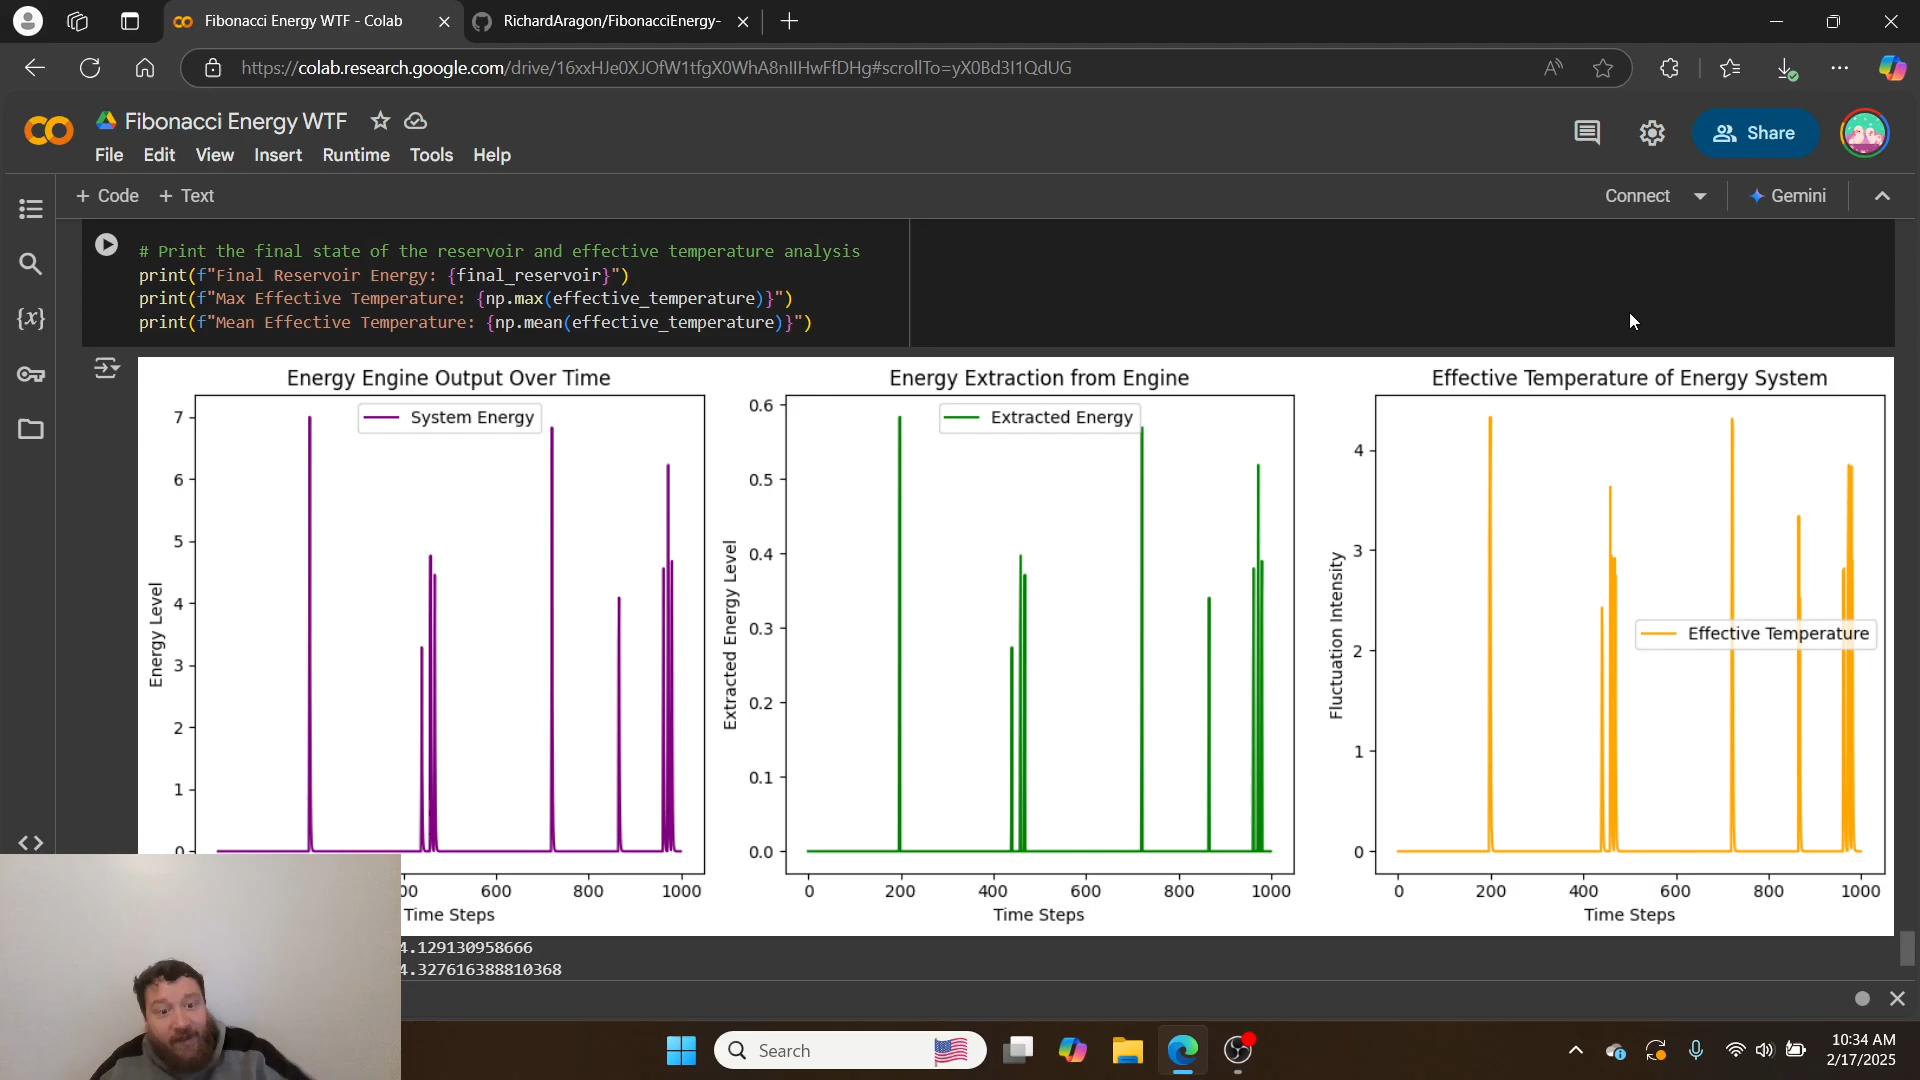 Fibonacci Energy WTF - Colab
RichardAragon/FibonacciEnergy-
https://colab.research.google.com/drive/16xxHJe0XJOfW1tfgX0WhA8nIIHwFfDHg#scrollTo=yX0Bd3I1QdUG
Fibonacci Energy WTF
File Edit View Insert Runtime Tools Help
Share
+ Code + Text
Connect
Gemini
# Print the final state of the reservoir and effective temperature analysis
print(f"Final Reservoir Energy: {final_reservoir}")
print(f"Max Effective Temperature: {np.max(effective_temperature)}")
print(f"Mean Effective Temperature: {np.mean(effective_temperature)}")
Energy Engine Output Over Time
System Energy
Energy Level
7
6
5
4
3
2
1
0
00 600 800 1000
Time Steps
Energy Extraction from Engine
Extracted Energy
Extracted Energy Level
0.6
0.5
0.4
0.3
0.2
0.1
0.0
0 200 400 600 800 1000
Time Steps
Effective Temperature of Energy System
Effective Temperature
Fluctuation Intensity
4
3
2
1
0
0 200 400 600 800 1000
Time Steps
4.129130958666
4.327616388810368
Search
10:34 AM
2/17/2025